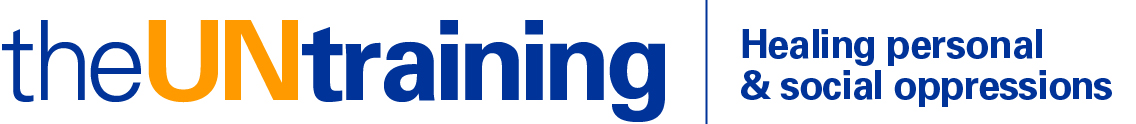 theUNtraining
Healing personal
& social oppressions